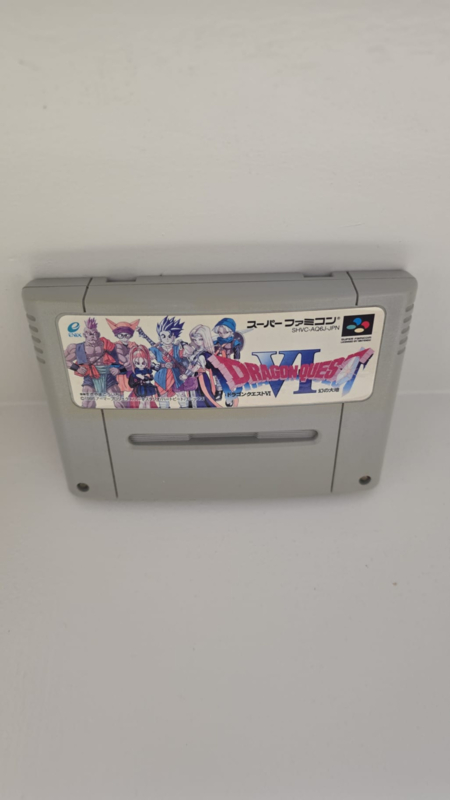 ENIX
スーパーファミコン
SHVC-AQ6J-JPN
DRAGON QUEST
VI
ドラゴンクエストVI
幻の大地